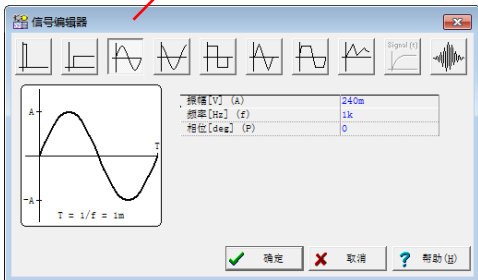 信号编辑器
Signal (t)
振幅[V] (A) 240m
频率[Hz] (f) 1k
相位[deg] (P) 0
A
T
-A
T = 1/f = 1m
确定 取消 ? 帮助(H)